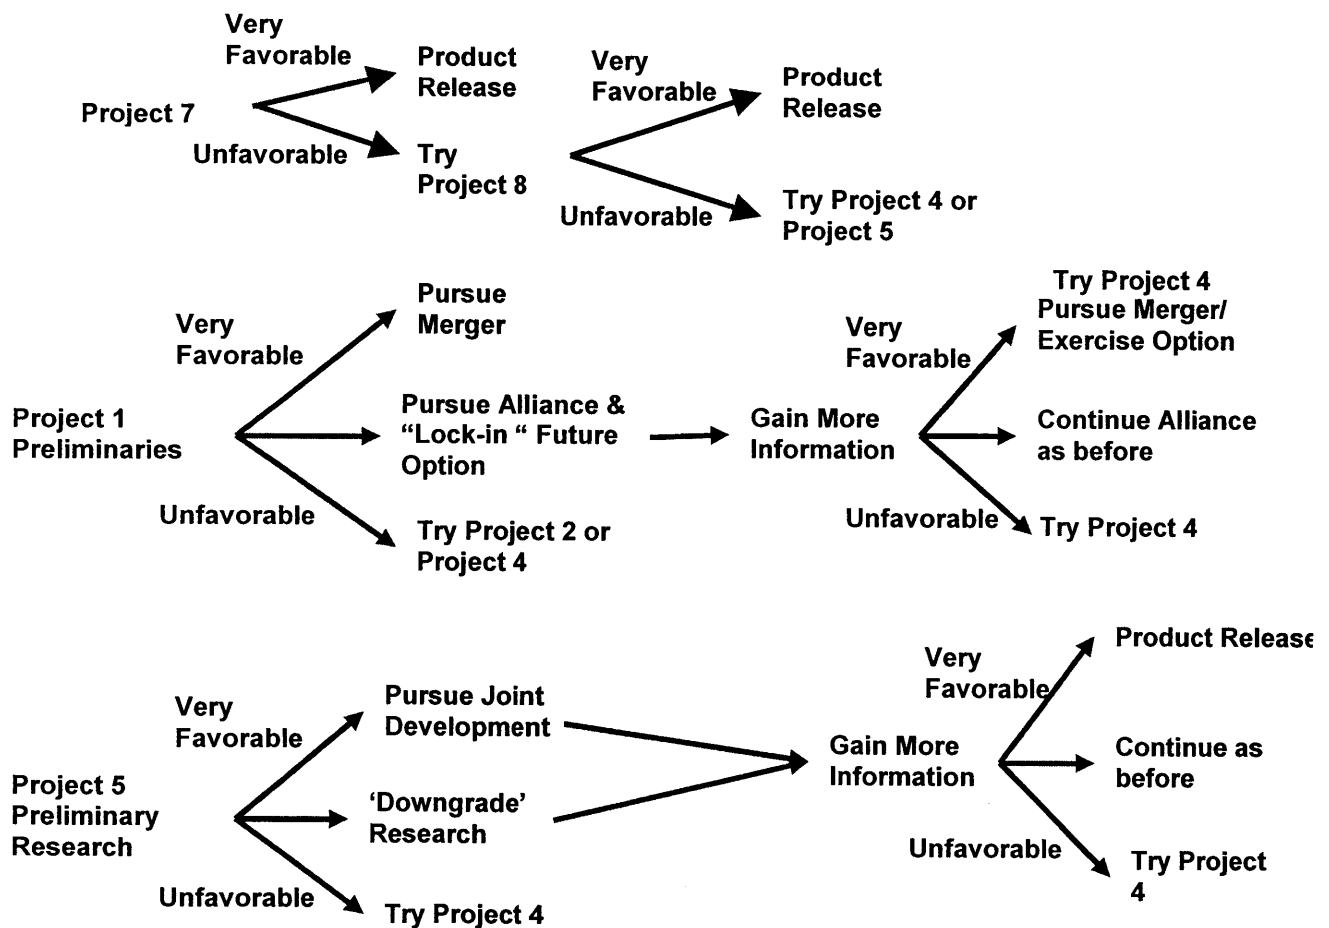 Very
Favorable
Product
Release
Very
Favorable
Product
Release
Project 7
Unfavorable
Try
Project 8
Unfavorable
Try Project 4 or
Project 5
Pursue
Merger
Very
Favorable
Try Project 4
Pursue Merger/
Exercise Option
Very
Favorable
Project 1
Preliminaries
Pursue Alliance &
“Lock-in “ Future
Option
Gain More
Information
Continue Alliance
as before
Unfavorable
Try Project 2 or
Project 4
Unfavorable
Try Project 4
Very
Favorable
Product Release
Very
Favorable
Pursue Joint
Development
Gain More
Information
Continue as
before
Project 5
Preliminary
Research
‘Downgrade’
Research
Unfavorable
Try Project 4
Unfavorable
Try Project
4